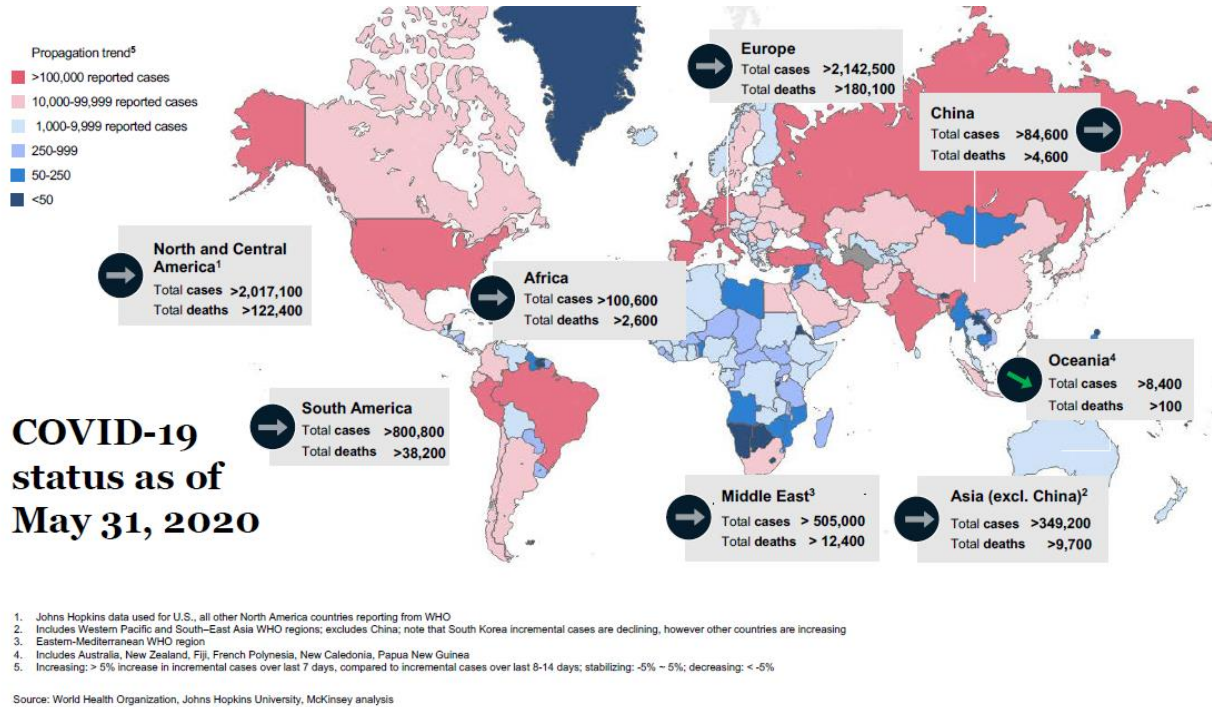 Propagation trend5
>100,000 reported cases
10,000-99,999 reported cases
1,000-9,999 reported cases
250-999
50-250
<50
Europe
Total cases >2,142,500
Total deaths >180,100
China
Total cases >84,600
Total deaths >4,600
North and Central
America1
Total cases >2,017,100
Total deaths >122,400
Africa
Total cases >100,600
Total deaths >2,600
Oceania4
Total cases >8,400
Total deaths >100
South America
Total cases >800,800
Total deaths >38,200
COVID-19
status as of
May 31, 2020
Middle East3
Total cases > 505,000
Total deaths > 12,400
Asia (excl. China)2
Total cases >349,200
Total deaths >9,700
1. Johns Hopkins data used for U.S., all other North America countries reporting from WHO
2. Includes Western Pacific and South–East Asia WHO regions; excludes China; note that South Korea incremental cases are declining, however other countries are increasing
3. Eastern-Mediterranean WHO region
4. Includes Australia, New Zealand, Fiji, French Polynesia, New Caledonia, Papua New Guinea
5. Increasing: > 5% increase in incremental cases over last 7 days, compared to incremental cases over last 8-14 days; stabilizing: -5% ~ 5%; decreasing: < -5%
Source: World Health Organization, Johns Hopkins University, McKinsey analysis